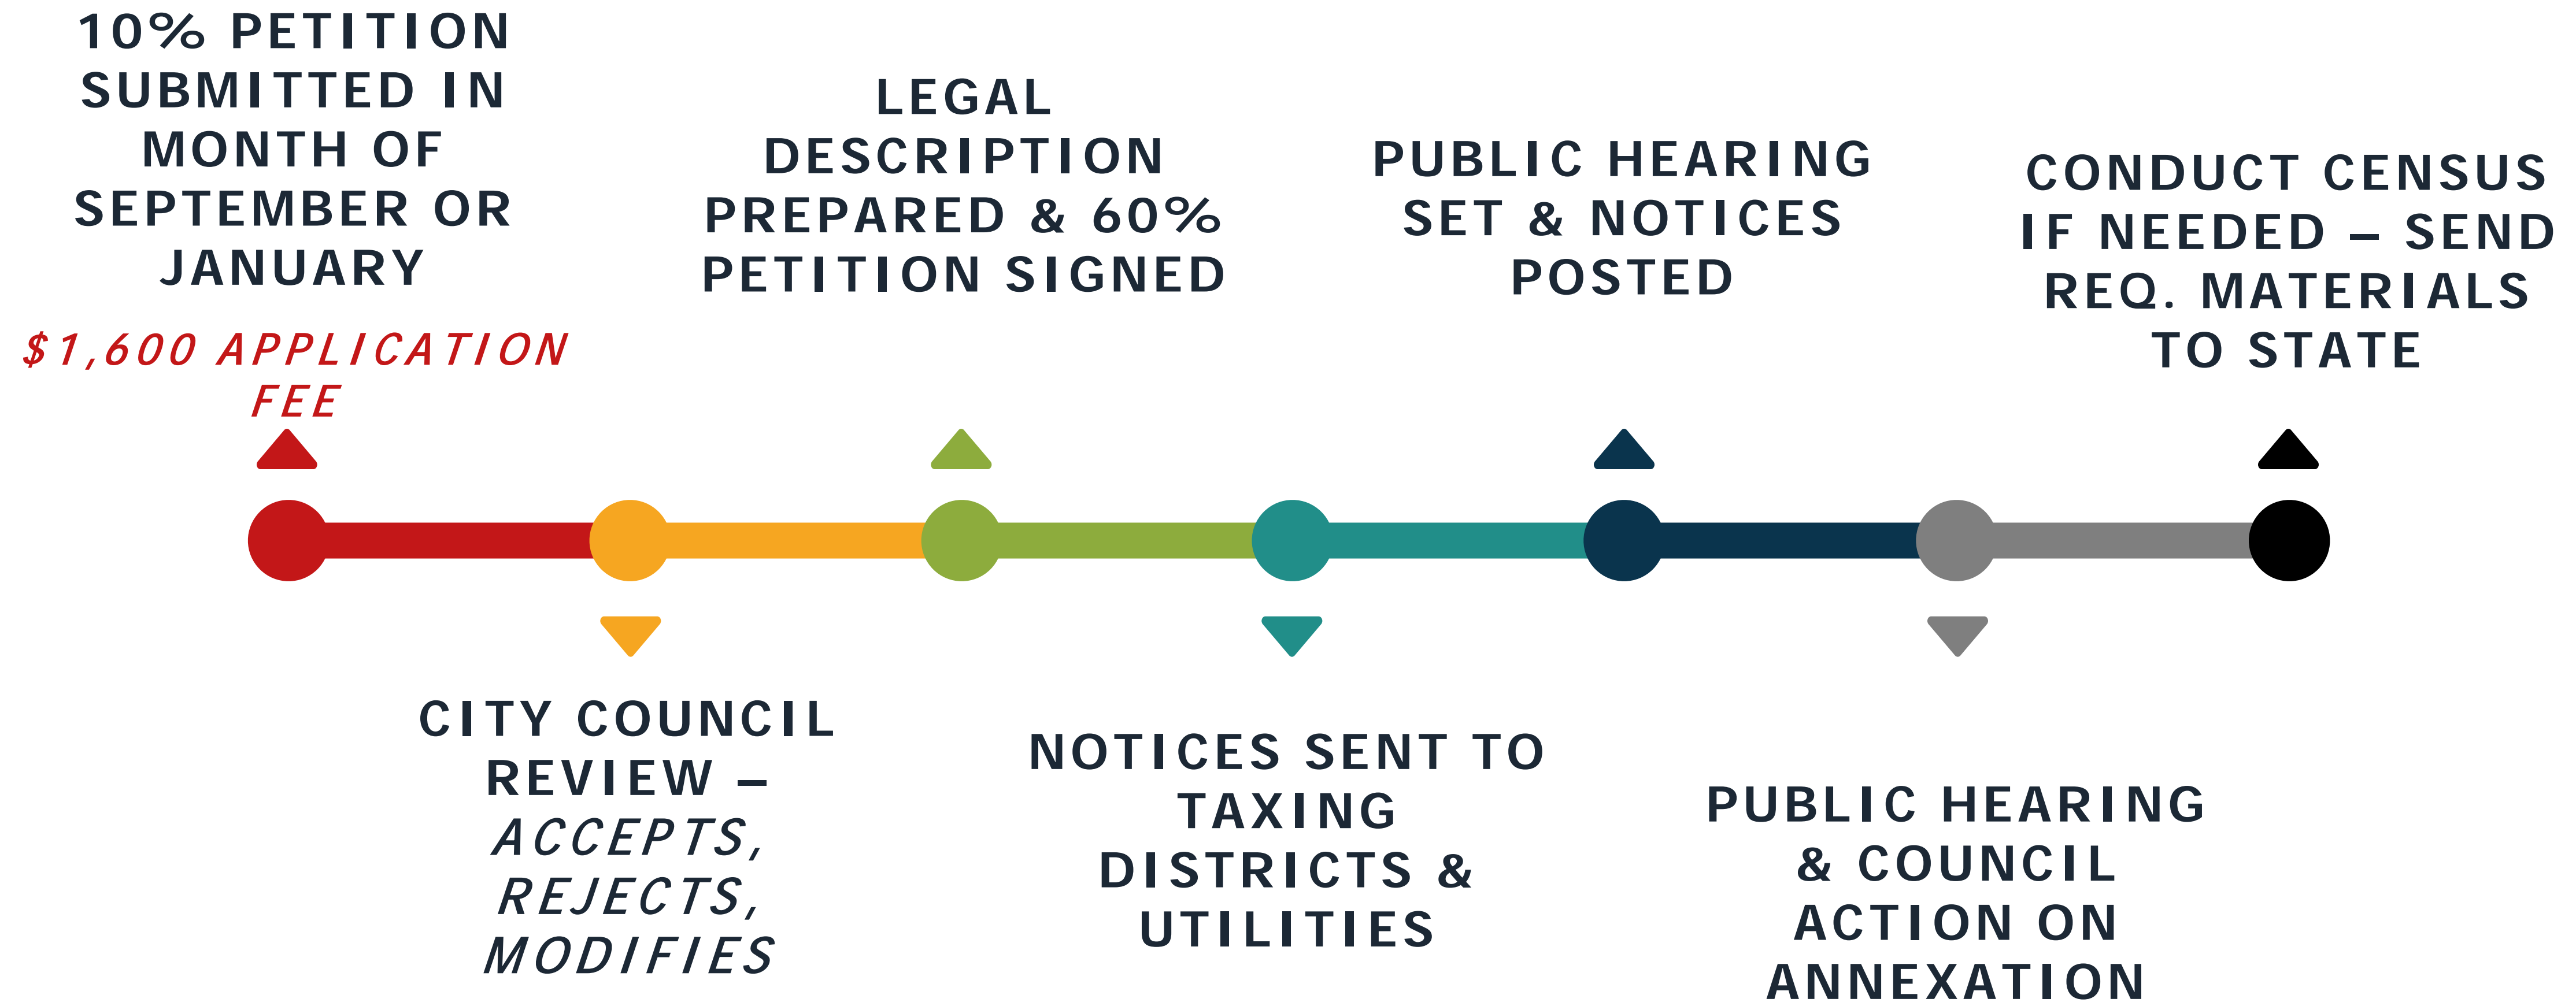 10% PETITION
SUBMITTED IN
MONTH OF
SEPTEMBER OR
JANUARY
$1,600 APPLICATION
FEE
CITY COUNCIL
REVIEW –
ACCEPTS,
REJECTS,
MODIFIES
LEGAL
DESCRIPTION
PREPARED & 60%
PETITION SIGNED
NOTICES SENT TO
TAXING
DISTRICTS &
UTILITIES
PUBLIC HEARING
SET & NOTICES
POSTED
PUBLIC HEARING
& COUNCIL
ACTION ON
ANNEXATION
CONDUCT CENSUS
IF NEEDED – SEND
REQ. MATERIALS
TO STATE